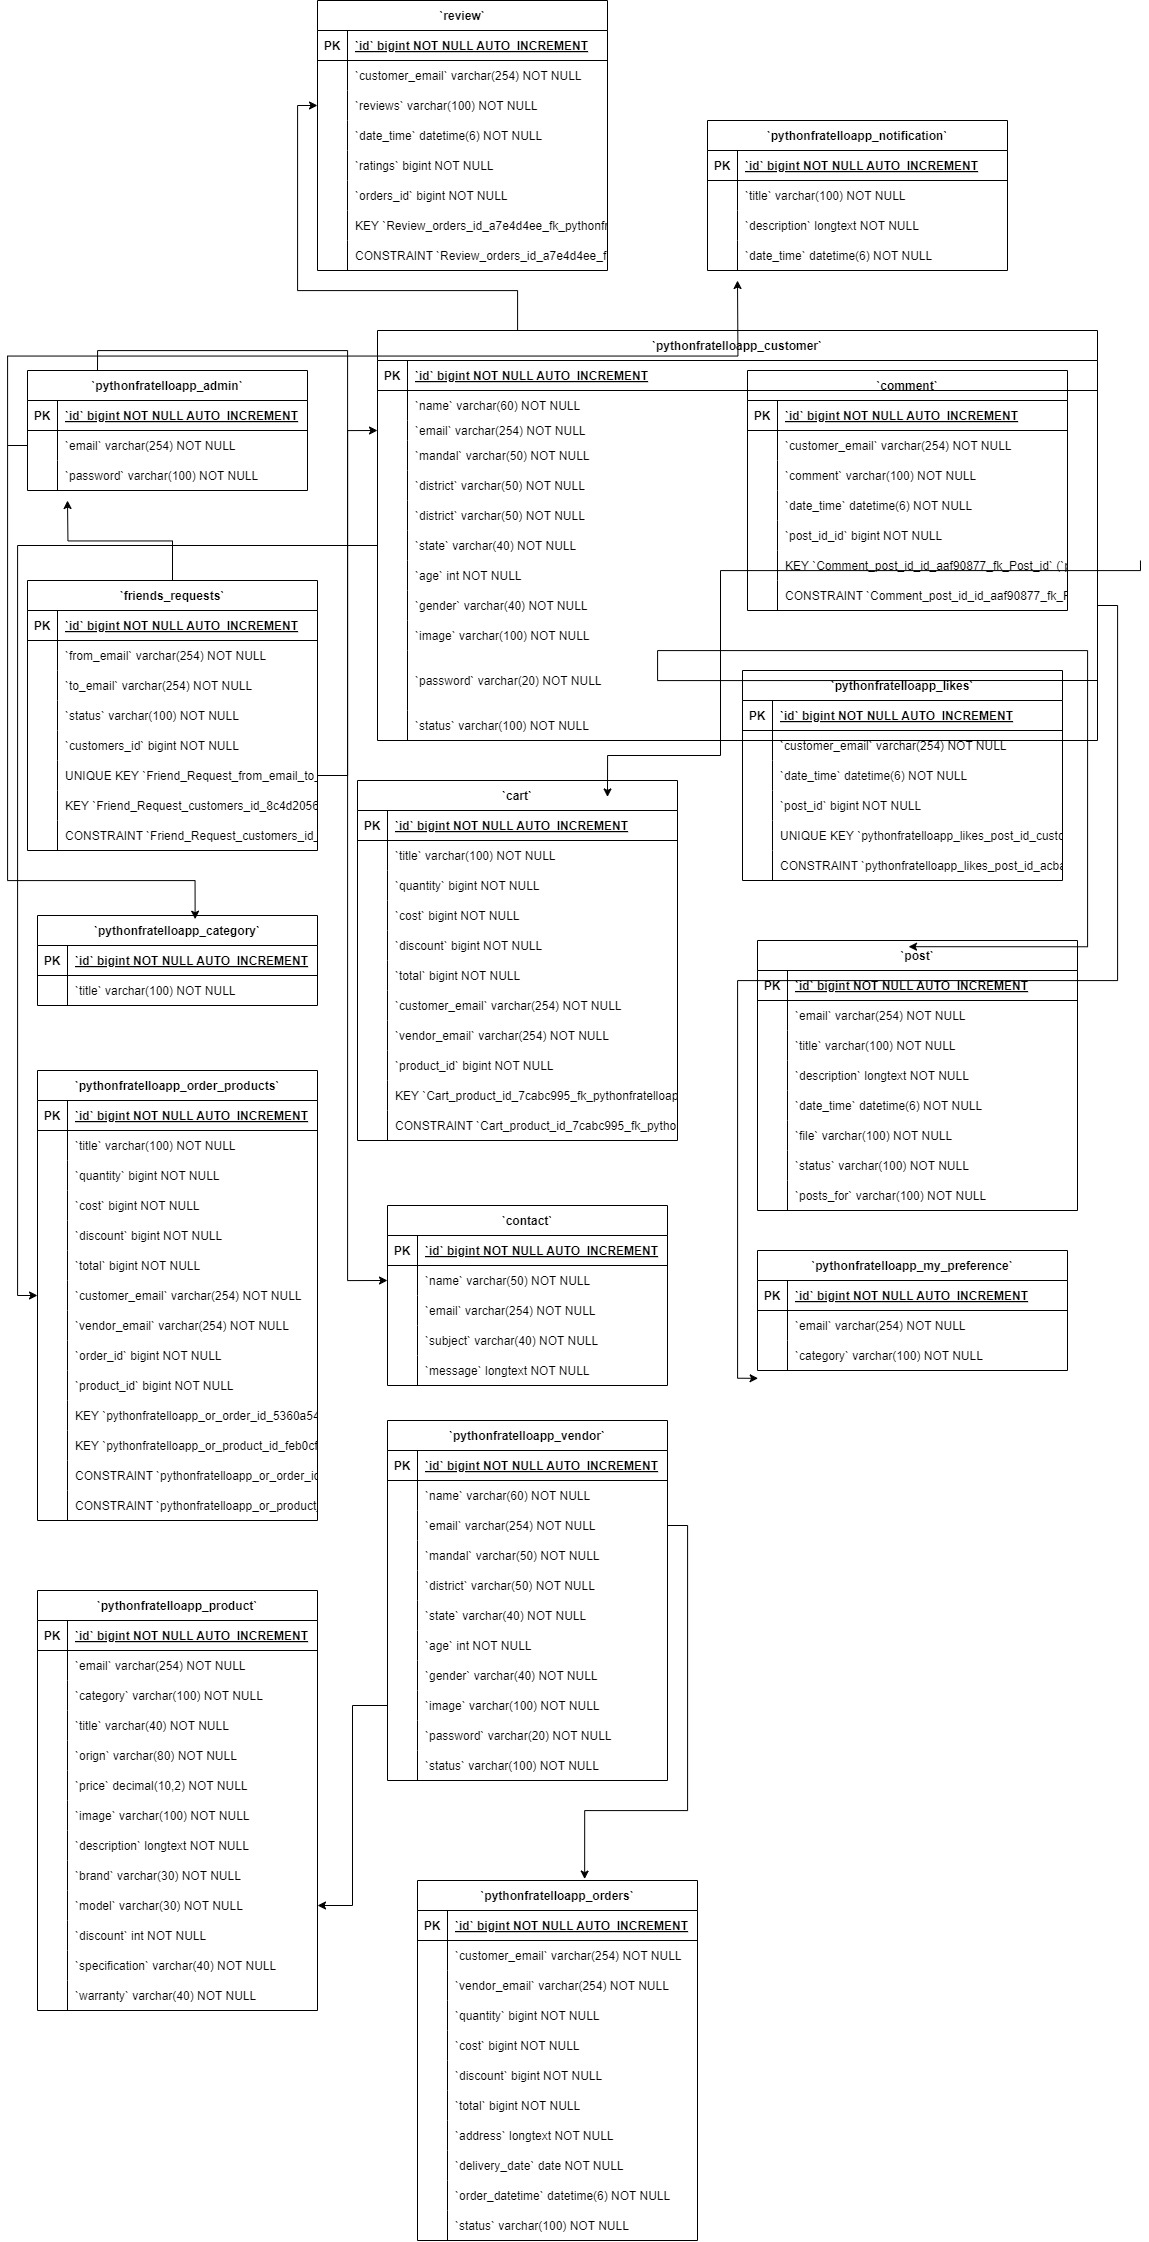 `review`
PK `id` bigint NOT NULL AUTO_INCREMENT
`customer_email` varchar(254) NOT NULL
`reviews` varchar(100) NOT NULL
`date_time` datetime(6) NOT NULL
`ratings` bigint NOT NULL
`orders_id` bigint NOT NULL
KEY `Review_orders_id_a7e4d4ee_fk_pythonfr
CONSTRAINT `Review_orders_id_a7e4d4ee_f
`pythonfratelloapp_notification`
PK `id` bigint NOT NULL AUTO_INCREMENT
`title` varchar(100) NOT NULL
`description` longtext NOT NULL
`date_time` datetime(6) NOT NULL
`pythonfratelloapp_customer`
PK `id` bigint NOT NULL AUTO_INCREMENT
`name` varchar(60) NOT NULL
`email` varchar(254) NOT NULL
`mandal` varchar(50) NOT NULL
`district` varchar(50) NOT NULL
`district` varchar(50) NOT NULL
`state` varchar(40) NOT NULL
`age` int NOT NULL
`gender` varchar(40) NOT NULL
`image` varchar(100) NOT NULL
`password` varchar(20) NOT NULL
`status` varchar(100) NOT NULL
`pythonfratelloapp_admin`
PK `id` bigint NOT NULL AUTO_INCREMENT
`email` varchar(254) NOT NULL
`password` varchar(100) NOT NULL
`comment`
PK `id` bigint NOT NULL AUTO_INCREMENT
`customer_email` varchar(254) NOT NULL
`comment` varchar(100) NOT NULL
`date_time` datetime(6) NOT NULL
`post_id_id` bigint NOT NULL
KEY `Comment_post_id_id_aaf90877_fk_Post_id` (`p
CONSTRAINT `Comment_post_id_id_aaf90877_fk_P
`friends_requests`
PK `id` bigint NOT NULL AUTO_INCREMENT
`from_email` varchar(254) NOT NULL
`to_email` varchar(254) NOT NULL
`status` varchar(100) NOT NULL
`customers_id` bigint NOT NULL
UNIQUE KEY `Friend_Request_from_email_to_
KEY `Friend_Request_customers_id_8c4d2056
CONSTRAINT `Friend_Request_customers_id_
`pythonfratelloapp_likes`
PK `id` bigint NOT NULL AUTO_INCREMENT
`customer_email` varchar(254) NOT NULL
`date_time` datetime(6) NOT NULL
`post_id` bigint NOT NULL
UNIQUE KEY `pythonfratelloapp_likes_post_id_custo
CONSTRAINT `pythonfratelloapp_likes_post_id_acba
`cart`
PK `id` bigint NOT NULL AUTO_INCREMENT
`title` varchar(100) NOT NULL
`quantity` bigint NOT NULL
`cost` bigint NOT NULL
`discount` bigint NOT NULL
`total` bigint NOT NULL
`customer_email` varchar(254) NOT NULL
`vendor_email` varchar(254) NOT NULL
`product_id` bigint NOT NULL
KEY `Cart_product_id_7cabc995_fk_pythonfratelloap
CONSTRAINT `Cart_product_id_7cabc995_fk_pytho
`pythonfratelloapp_category`
PK `id` bigint NOT NULL AUTO_INCREMENT
`title` varchar(100) NOT NULL
`post`
PK `id` bigint NOT NULL AUTO_INCREMENT
`email` varchar(254) NOT NULL
`title` varchar(100) NOT NULL
`description` longtext NOT NULL
`date_time` datetime(6) NOT NULL
`file` varchar(100) NOT NULL
`status` varchar(100) NOT NULL
`posts_for` varchar(100) NOT NULL
`pythonfratelloapp_order_products`
PK `id` bigint NOT NULL AUTO_INCREMENT
`title` varchar(100) NOT NULL
`quantity` bigint NOT NULL
`cost` bigint NOT NULL
`discount` bigint NOT NULL
`total` bigint NOT NULL
`customer_email` varchar(254) NOT NULL
`vendor_email` varchar(254) NOT NULL
`order_id` bigint NOT NULL
`product_id` bigint NOT NULL
KEY `pythonfratelloapp_or_order_id_5360a54
KEY `pythonfratelloapp_or_product_id_feb0cf
CONSTRAINT `pythonfratelloapp_or_order_id
CONSTRAINT `pythonfratelloapp_or_product_
`contact`
PK `id` bigint NOT NULL AUTO_INCREMENT
`name` varchar(50) NOT NULL
`email` varchar(254) NOT NULL
`subject` varchar(40) NOT NULL
`message` longtext NOT NULL
`pythonfratelloapp_my_preference`
PK `id` bigint NOT NULL AUTO_INCREMENT
`email` varchar(254) NOT NULL
`category` varchar(100) NOT NULL
`pythonfratelloapp_vendor`
PK `id` bigint NOT NULL AUTO_INCREMENT
`name` varchar(60) NOT NULL
`email` varchar(254) NOT NULL
`mandal` varchar(50) NOT NULL
`district` varchar(50) NOT NULL
`state` varchar(40) NOT NULL
`age` int NOT NULL
`gender` varchar(40) NOT NULL
`image` varchar(100) NOT NULL
`password` varchar(20) NOT NULL
`status` varchar(100) NOT NULL
`pythonfratelloapp_product`
PK `id` bigint NOT NULL AUTO_INCREMENT
`email` varchar(254) NOT NULL
`category` varchar(100) NOT NULL
`title` varchar(40) NOT NULL
`orign` varchar(80) NOT NULL
`price` decimal(10,2) NOT NULL
`image` varchar(100) NOT NULL
`description` longtext NOT NULL
`brand` varchar(30) NOT NULL
`model` varchar(30) NOT NULL
`discount` int NOT NULL
`specification` varchar(40) NOT NULL
`warranty` varchar(40) NOT NULL
`pythonfratelloapp_orders`
PK `id` bigint NOT NULL AUTO_INCREMENT
`customer_email` varchar(254) NOT NULL
`vendor_email` varchar(254) NOT NULL
`quantity` bigint NOT NULL
`cost` bigint NOT NULL
`discount` bigint NOT NULL
`total` bigint NOT NULL
`address` longtext NOT NULL
`delivery_date` date NOT NULL
`order_datetime` datetime(6) NOT NULL
`status` varchar(100) NOT NULL